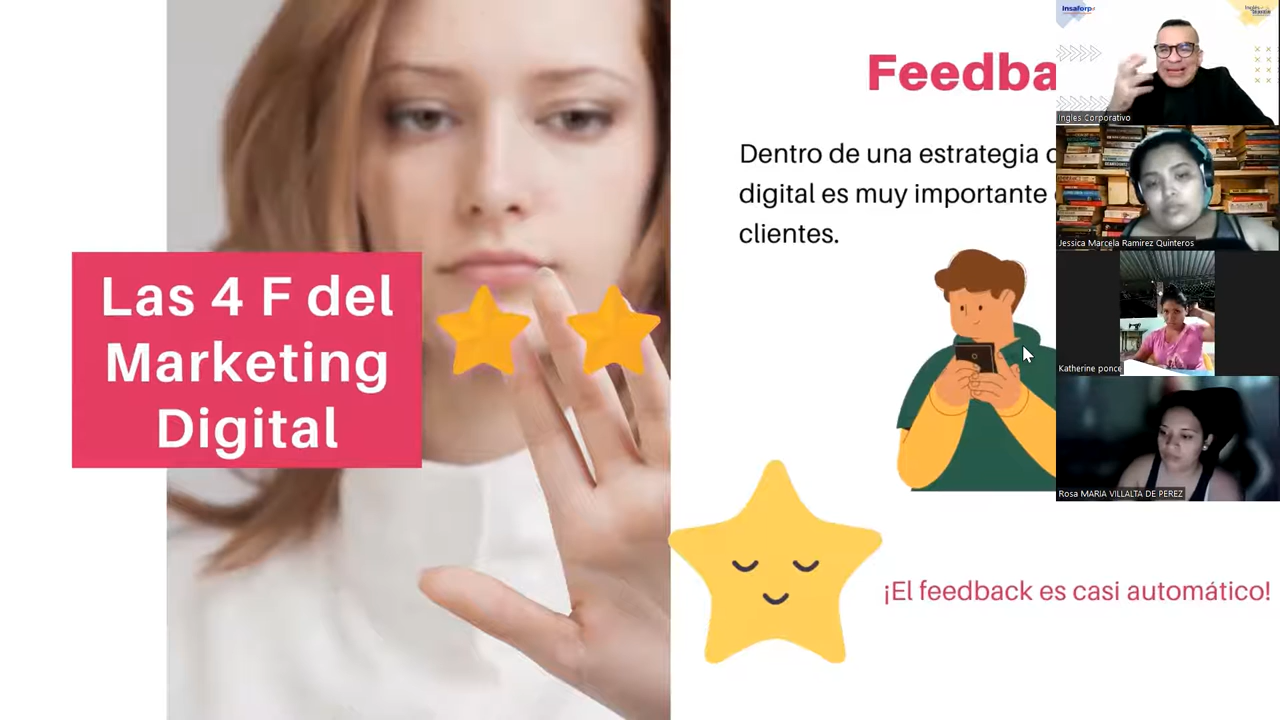 Las 4 F del
Marketing
Digital
Feedba
Dentro de una estrategia
digital es muy importante
clientes.
¡El feedback es casi automático!
insaforp
Ingles Corporativo
Jessica Marcela Ramirez Quinteros
Katherine ponce
Rosa MARIA VILLALTA DE PEREZ